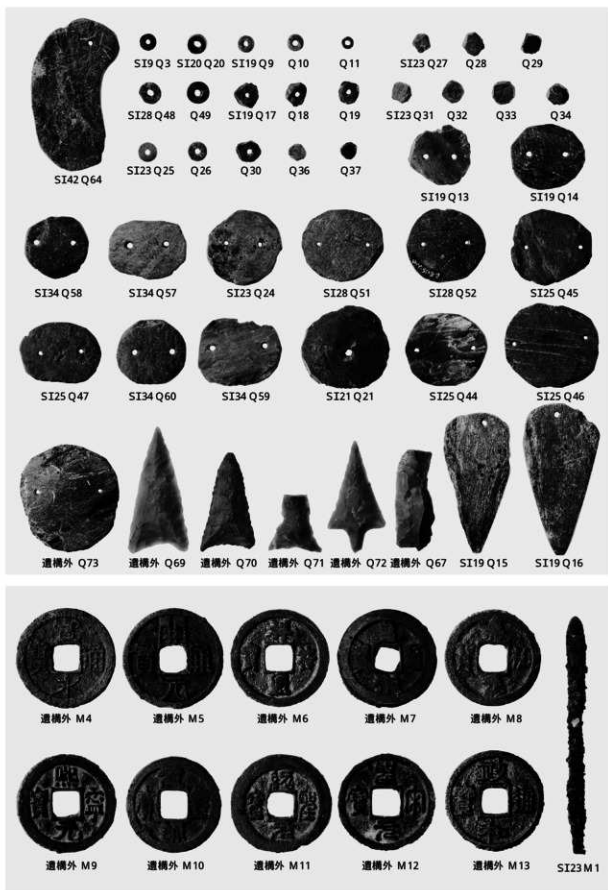 SI9 Q3 SI20 Q20 SI19 Q9 Q10 Q11 SI23 Q27 Q28 Q29
SI28 Q48 Q49 SI19 Q17 Q18 Q19 SI23 Q31 Q32 Q33 Q34
SI23 Q25 Q26 Q30 Q36 Q37
SI42 Q64 SI19 Q13 SI19 Q14
SI34 Q58 SI34 Q57 SI23 Q24 SI28 Q51 SI28 Q52 SI25 Q45
SI25 Q47 SI34 Q60 SI34 Q59 SI21 Q21 SI25 Q44 SI25 Q46
遺構外 Q73 遺構外 Q69 遺構外 Q70 遺構外 Q71 遺構外 Q72 遺構外 Q67 SI19 Q15 SI19 Q16
遺構外 M4 遺構外 M5 遺構外 M6 遺構外 M7 遺構外 M8
遺構外 M9 遺構外 M10 遺構外 M11 遺構外 M12 遺構外 M13 SI23 M1